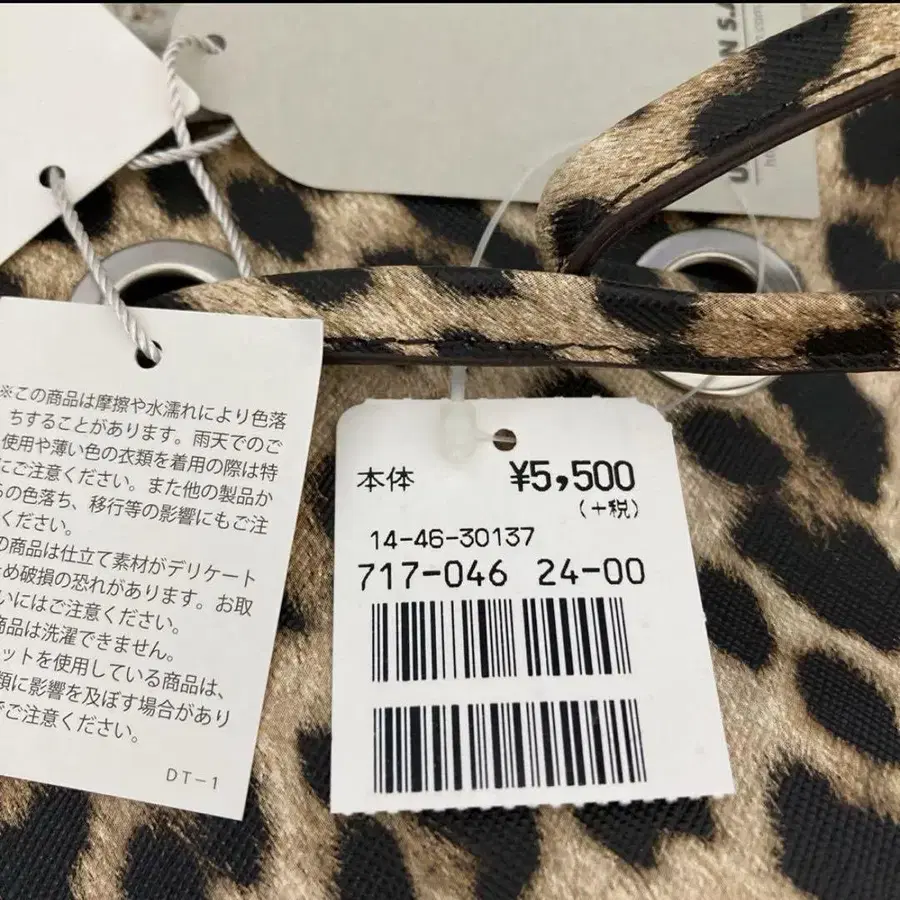 ※この商品は摩擦や水濡れにより色落
ちすることがあります。雨天でのご
使用や薄い色の衣類を着用の際は特
にご注意ください。また他の製品か
の色落ち、移行等の影響にもご注
ください。
の商品は仕立て素材がデリケート
め破損の恐れがあります。お取
いにはご注意ください。
商品は洗濯できません。
ットを使用している商品は、
類に影響を及ぼす場合があり
でご注意ください。
DT-1
本体 ¥5,500
(+税)
14-46-30137
717-046 24-00